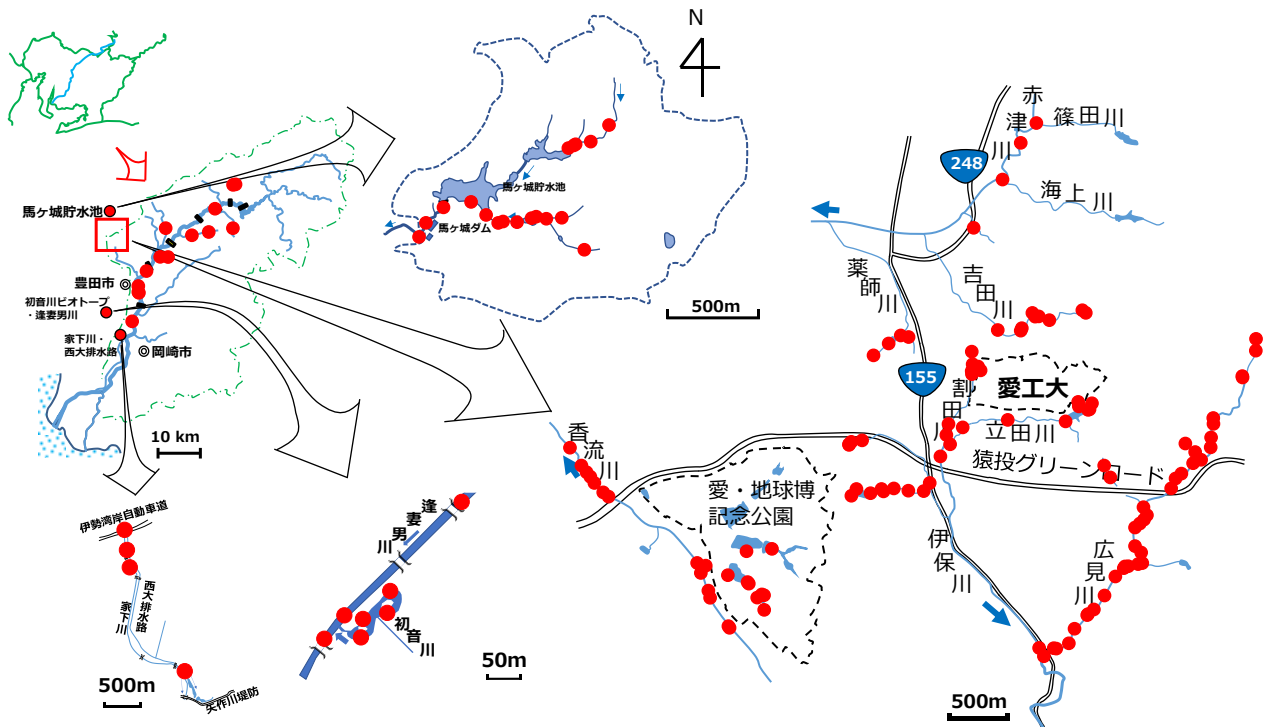 N
馬ヶ城貯水池
豊田市
初音川ビオトープ
・逢妻男川
家下川・
西大排水路
岡崎市
10 km
馬ヶ城貯水池
馬ヶ城ダム
500m
赤津川
篠田川
248
海上川
薬師川
吉田川
155
割田川
愛工大
立田川
猿投グリーンロード
香流川
愛・地球博
記念公園
伊保川
広見川
500m
伊勢湾岸自動車道
西大排水路
家下川
矢作川堤防
500m
逢妻男川
初音川
50m